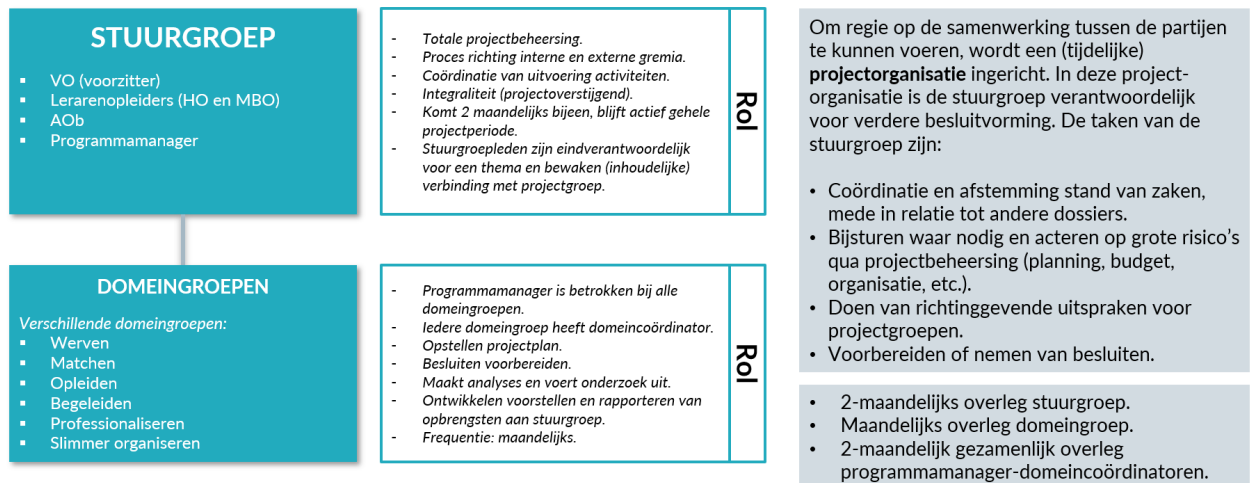 STUURGROEP
▪ VO (voorzitter)
▪ Lerarenopleiders (HO en MBO)
▪ AOb
▪ Programmamanager
- Totale projectbeheersing.
- Proces richting interne en externe gremia.
- Coördinatie van uitvoering activiteiten.
- Integraliteit (projectoverstijgend).
- Komt 2 maandelijks bijeen, blijft actief gehele
projectperiode.
- Stuurgroepleden zijn eindverantwoordelijk
voor een thema en bewaken (inhoudelijke)
verbinding met projectgroep.
Rol
DOMEINGROEPEN
Verschillende domeingroepen:
▪ Werven
▪ Matchen
▪ Opleiden
▪ Begeleiden
▪ Professionaliseren
▪ Slimmer organiseren
- Programmamanager is betrokken bij alle
domeingroepen.
- Iedere domeingroep heeft domeincoördinator.
- Opstellen projectplan.
- Besluiten voorbereiden.
- Maakt analyses en voert onderzoek uit.
- Ontwikkelen voorstellen en rapporteren van
opbrengsten aan stuurgroep.
- Frequentie: maandelijks.
Rol
Om regie op de samenwerking tussen de partijen
te kunnen voeren, wordt een (tijdelijke)
projectorganisatie ingericht. In deze project-
organisatie is de stuurgroep verantwoordelijk
voor verdere besluitvorming. De taken van de
stuurgroep zijn:
• Coördinatie en afstemming stand van zaken,
mede in relatie tot andere dossiers.
• Bijsturen waar nodig en acteren op grote risico's
qua projectbeheersing (planning, budget,
organisatie, etc.).
• Doen van richtinggevende uitspraken voor
projectgroepen.
• Voorbereiden of nemen van besluiten.
• 2-maandelijks overleg stuurgroep.
• Maandelijks overleg domeingroep.
• 2-maandelijk gezamenlijk overleg
programmamanager-domeincoördinatoren.